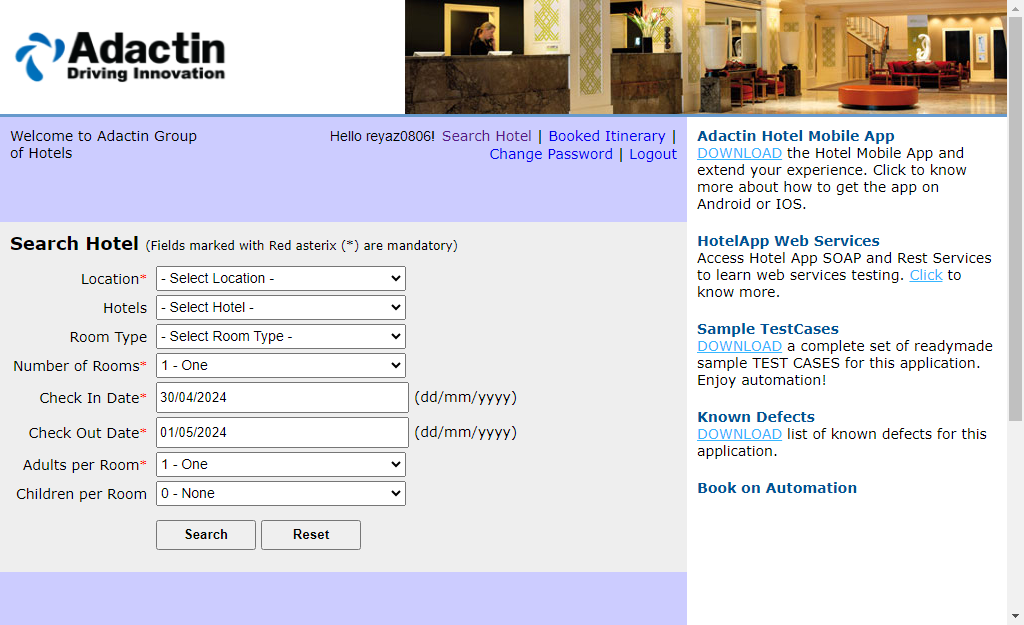 Adactin
Driving Innovation
Welcome to Adactin Group
of Hotels
Hello reyaz0806! Search Hotel | Booked Itinerary |
Change Password | Logout
Search Hotel (Fields marked with Red asterix (*) are mandatory)
Location* - Select Location -
Hotels - Select Hotel -
Room Type - Select Room Type -
Number of Rooms* 1 - One
Check In Date* 30/04/2024 (dd/mm/yyyy)
Check Out Date* 01/05/2024 (dd/mm/yyyy)
Adults per Room* 1 - One
Children per Room 0 - None
Search Reset
Adactin Hotel Mobile App
DOWNLOAD the Hotel Mobile App and
extend your experience. Click to know
more about how to get the app on
Android or IOS.
HotelApp Web Services
Access Hotel App SOAP and Rest Services
to learn web services testing. Click to
know more.
Sample TestCases
DOWNLOAD a complete set of readymade
sample TEST CASES for this application.
Enjoy automation!
Known Defects
DOWNLOAD list of known defects for this
application.
Book on Automation